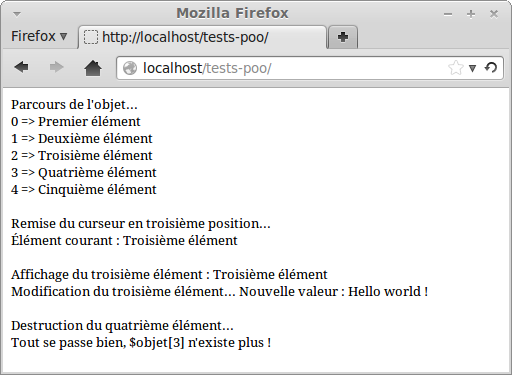 Mozilla Firefox
Firefox
http://localhost/tests-poo/
localhost/tests-poo/
Parcours de l'objet...
0 => Premier élément
1 => Deuxième élément
2 => Troisième élément
3 => Quatrième élément
4 => Cinquième élément
Remise du curseur en troisième position...
Élément courant : Troisième élément
Affichage du troisième élément : Troisième élément
Modification du troisième élément... Nouvelle valeur : Hello world !
Destruction du quatrième élément...
Tout se passe bien, $objet[3] n'existe plus !